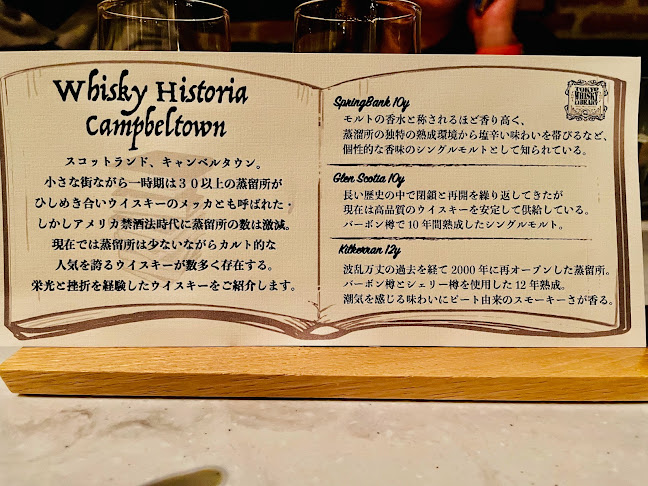 Whisky Historia
Campbeltown
スコットランド、キャンベルタウン。
小さな街ながら一時期は３０以上の蒸留所が
ひしめき合いウイスキーのメッカとも呼ばれた・
しかしアメリカ禁酒法時代に蒸留所の数は激減。
現在では蒸留所は少ないながらカルト的な
人気を誇るウイスキーが数多く存在する。
栄光と挫折を経験したウイスキーをご紹介します。
TOKYO
WHISKY
LIBRARY
SpringBank 10y
モルトの香水と称されるほど香り高く、
蒸溜所の独特の熟成環境から塩辛い味わいを帯びるなど、
個性的な香味のシングルモルトとして知られている。
Glen Scotia 10y
長い歴史の中で閉鎖と再開を繰り返してきたが
現在は高品質のウイスキーを安定して供給している。
バーボン樽で10年間熟成したシングルモルト。
Kilkerran 12y
波乱万丈の過去を経て2000年に再オープンした蒸留所。
バーボン樽とシェリー樽を使用した12年熟成。
潮気を感じる味わいにピート由来のスモーキーさが香る。